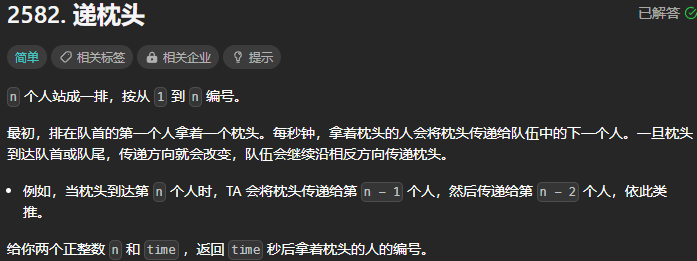 2582. 递枕头
已解答
简单 相关标签 相关企业 提示
n 个人站成一排，按从 1 到 n 编号。
最初，排在队首的第一个人拿着一个枕头。每秒钟，拿着枕头的人会将枕头传递给队伍中的下一个人。一旦枕头
到达队首或队尾，传递方向就会改变，队伍会继续沿相反方向传递枕头。
• 例如，当枕头到达第 n 个人时，TA 会将枕头传递给第 n - 1 个人，然后传递给第 n - 2 个人，依此类
推。
给你两个正整数 n 和 time ，返回 time 秒后拿着枕头的人的编号。